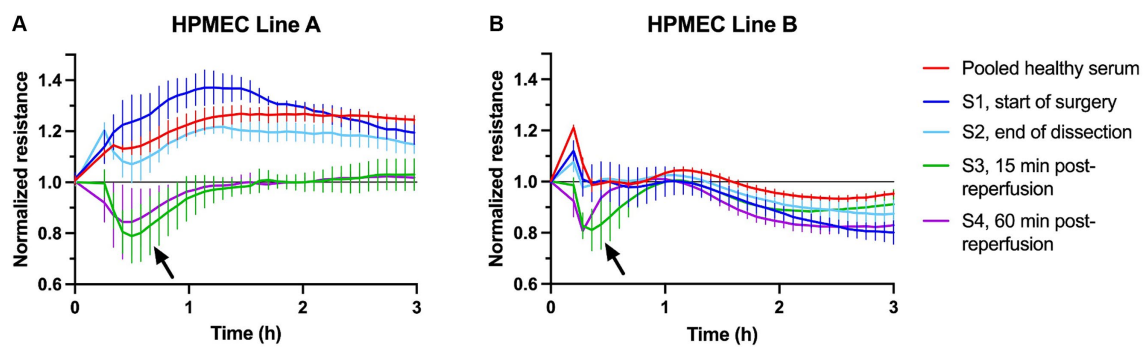 A
HPMEC Line A
Normalized resistance
1.4
1.2
1.0
0.8
0.6
0
1
2
3
Time (h)
B
HPMEC Line B
Normalized resistance
1.4
1.2
1.0
0.8
0.6
0
1
2
3
Time (h)
Pooled healthy serum
S1, start of surgery
S2, end of dissection
S3, 15 min post-
reperfusion
S4, 60 min post-
reperfusion